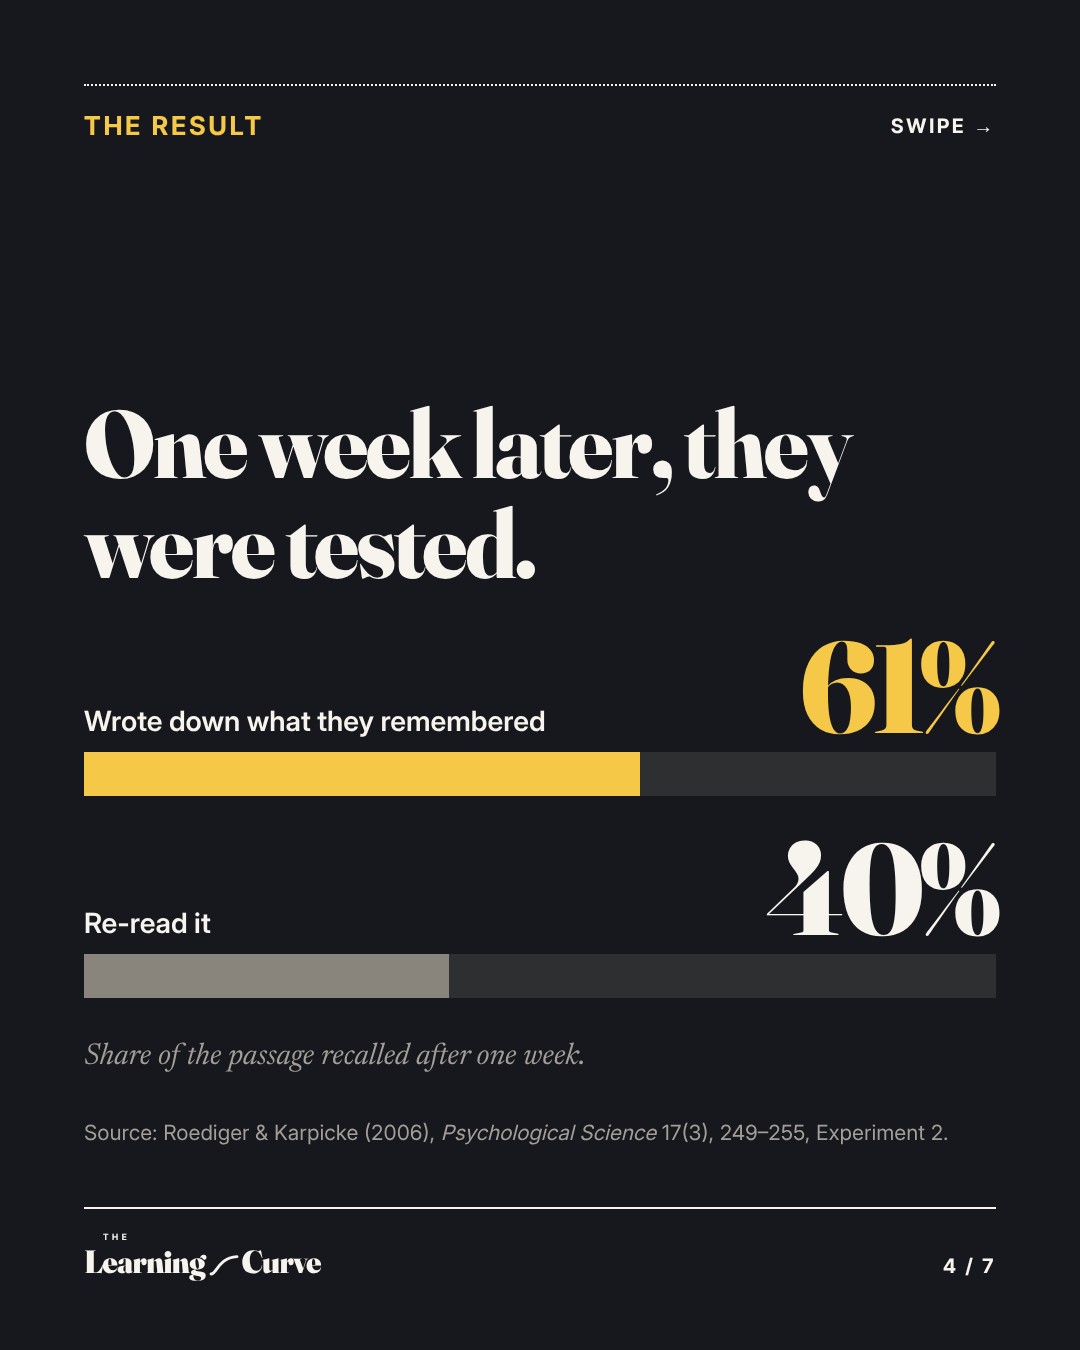 THE RESULT
SWIPE →
One week later, they
were tested.
61%
Wrote down what they remembered
40%
Re-read it
Share of the passage recalled after one week.
Source: Roediger & Karpicke (2006), Psychological Science 17(3), 249–255, Experiment 2.
THE
Learning Curve
4 / 7